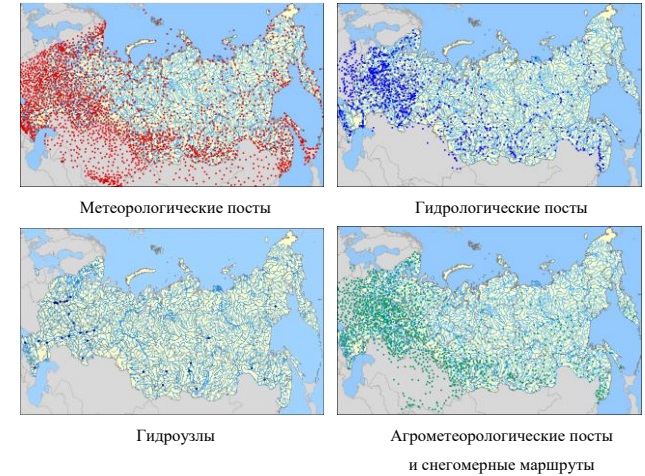 Метеорологические посты
Гидрологические посты
Гидроузлы
Агрометеорологические посты
и снегомерные маршруты